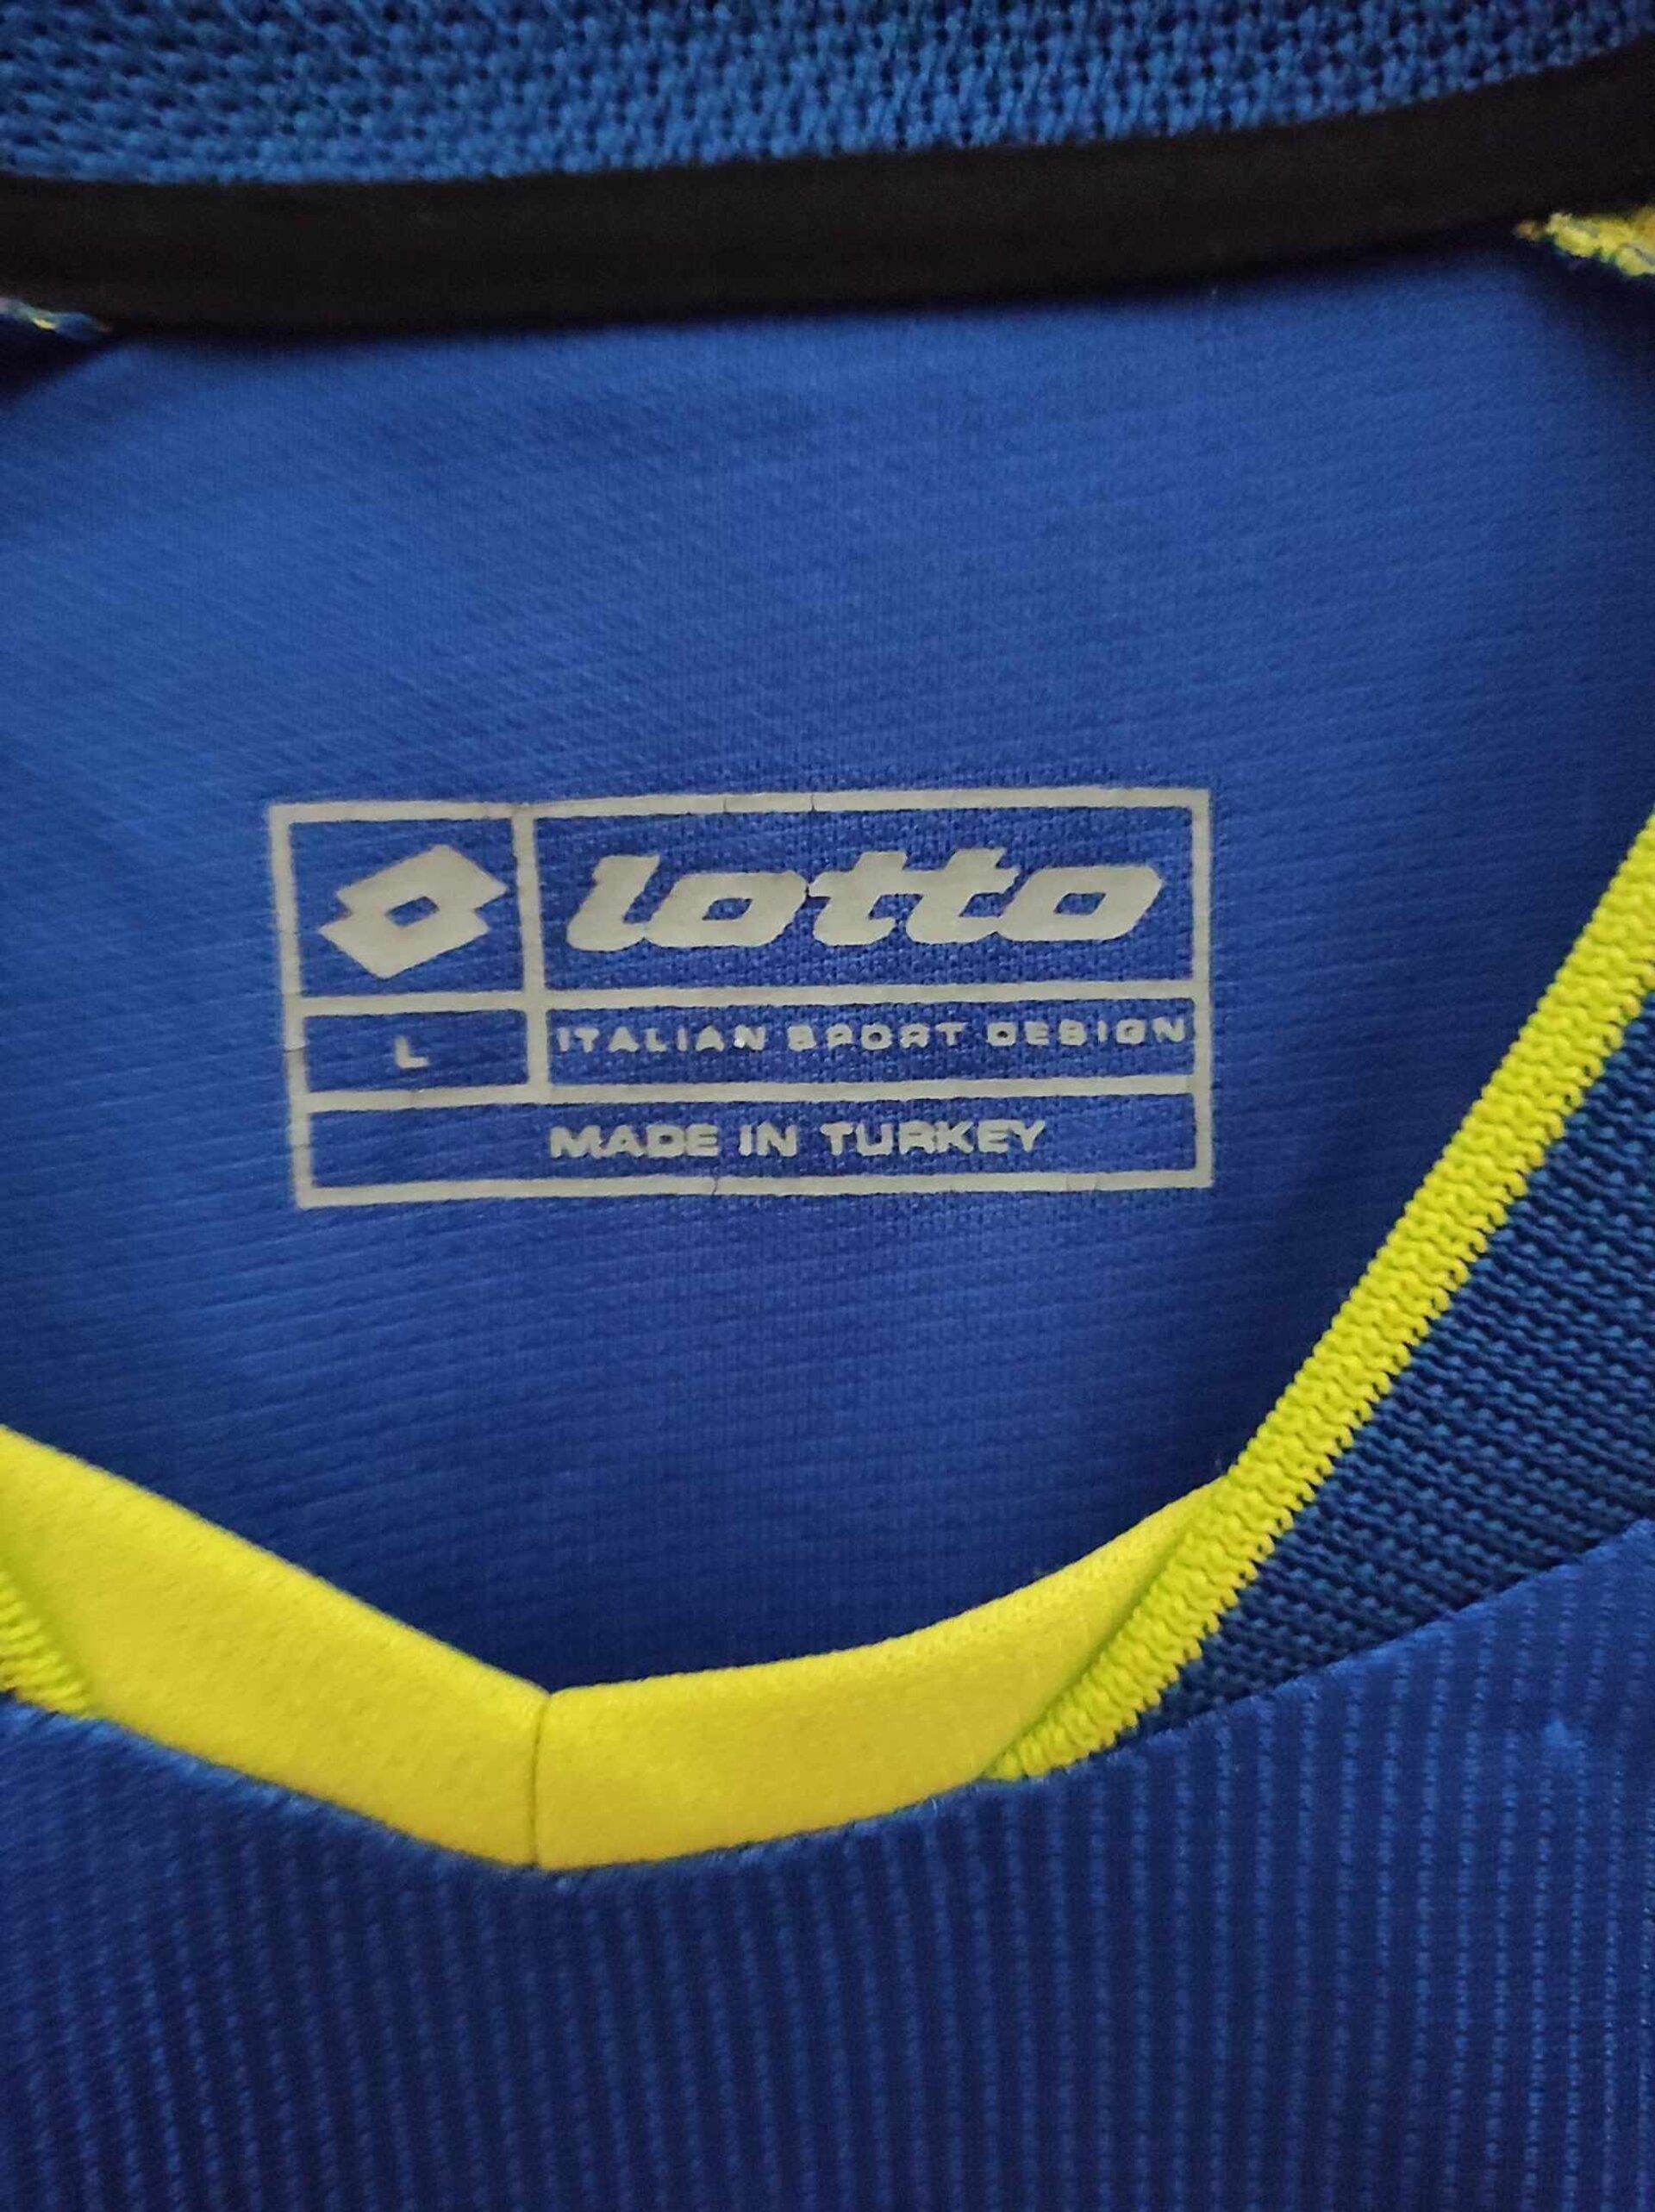 lotto
L
ITALIAN SPORT DESIGN
MADE IN TURKEY